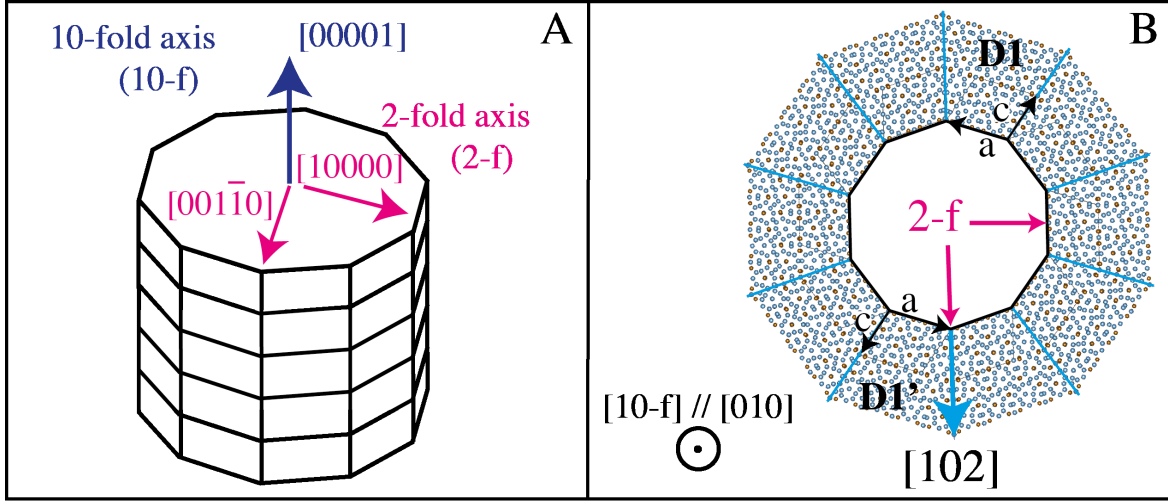 A
10-fold axis
(10-f)
[00001]
2-fold axis
(2-f)
[10000]
[001̄10]
B
D1
c
a
2-f
a
c
D1’
[10-f] // [010]
[102]